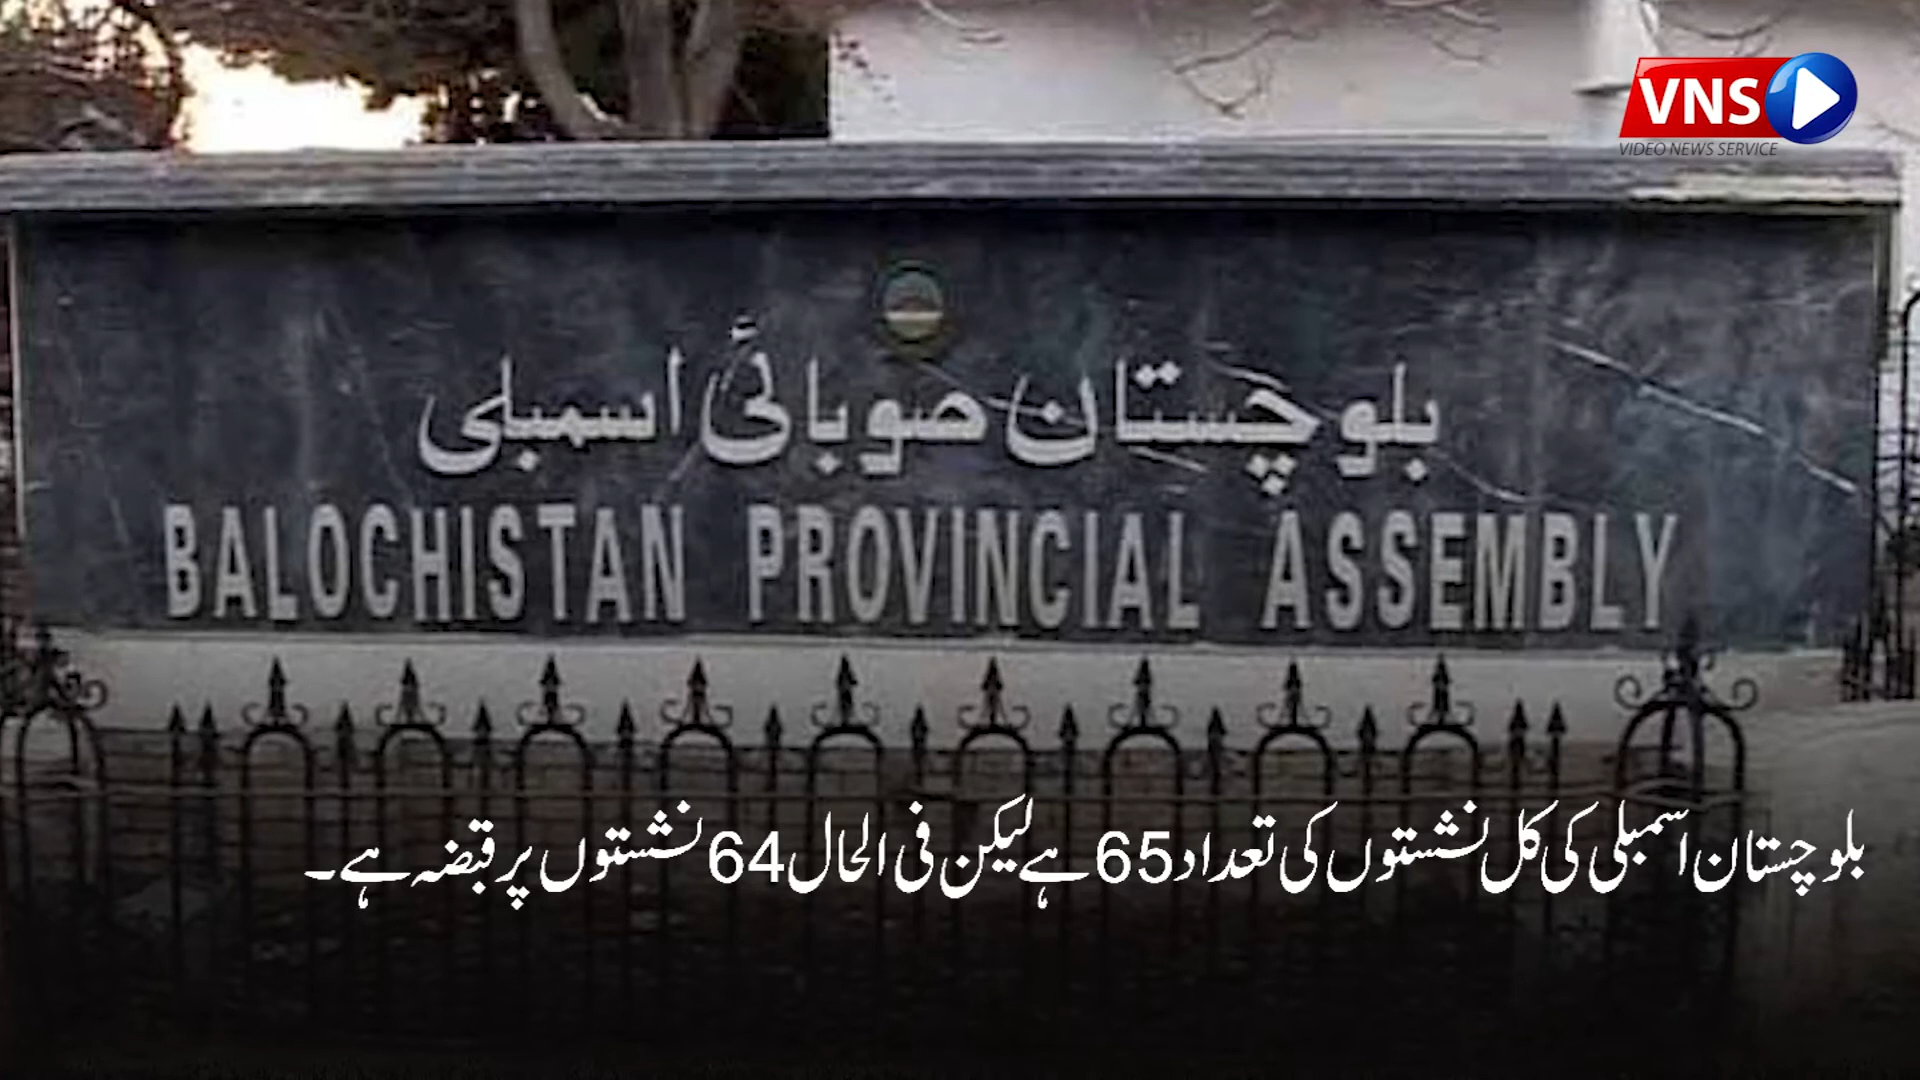 VNS
VIDEO NEWS SERVICE
بلوچستان صوبائی اسمبلی
BALOCHISTAN PROVINCIAL ASSEMBLY
بلوچستان اسمبلی کی کل نشستوں کی تعداد 65 ہے لیکن فی الحال 64 نشستوں پر قبضہ ہے۔